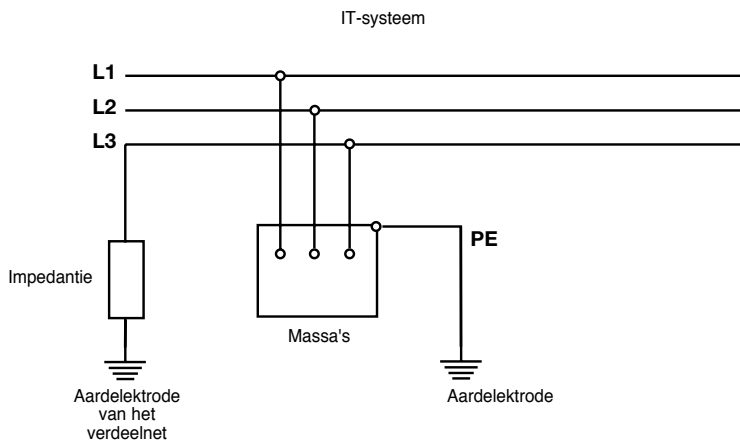 IT-systeem
L1
L2
L3
PE
Impedantie
Massa's
Aardelektrode
van het
verdeelnet
Aardelektrode